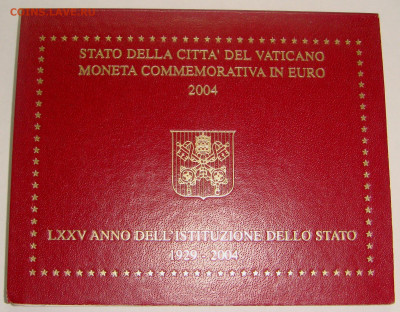 COINS.CAVE.RU
STATO DELLA CITTA' DEL VATICANO
MONETA COMMEMORATIVA IN EURO
2004
LXXV ANNO DELL'ISTITUZIONE DELLO STATO
1929 - 2004